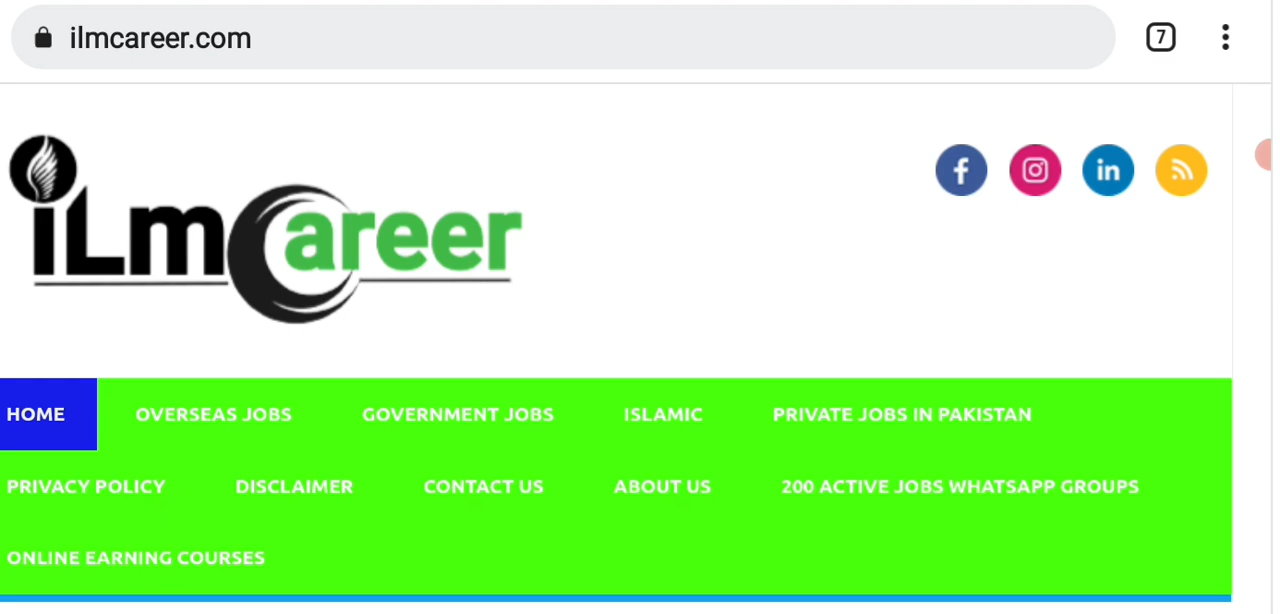 ilmcareer.com
7
iLmCareer
HOME OVERSEAS JOBS GOVERNMENT JOBS ISLAMIC PRIVATE JOBS IN PAKISTAN
PRIVACY POLICY DISCLAIMER CONTACT US ABOUT US 200 ACTIVE JOBS WHATSAPP GROUPS
ONLINE EARNING COURSES